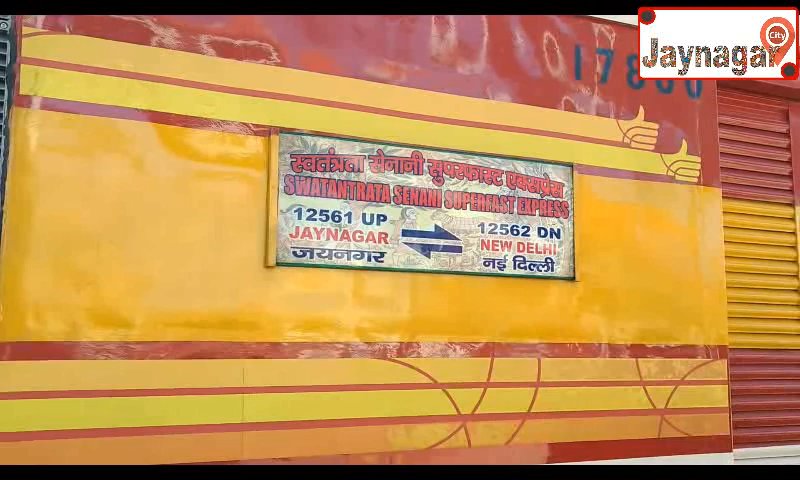 Jaynagar City
स्वतंत्रता सेनानी सुपरफास्ट एक्सप्रेस
SWATANTRATA SENANI SUPERFAST EXPRESS
12561 UP
JAYNAGAR
जयनगर
12562 DN
NEW DELHI
नई दिल्ली